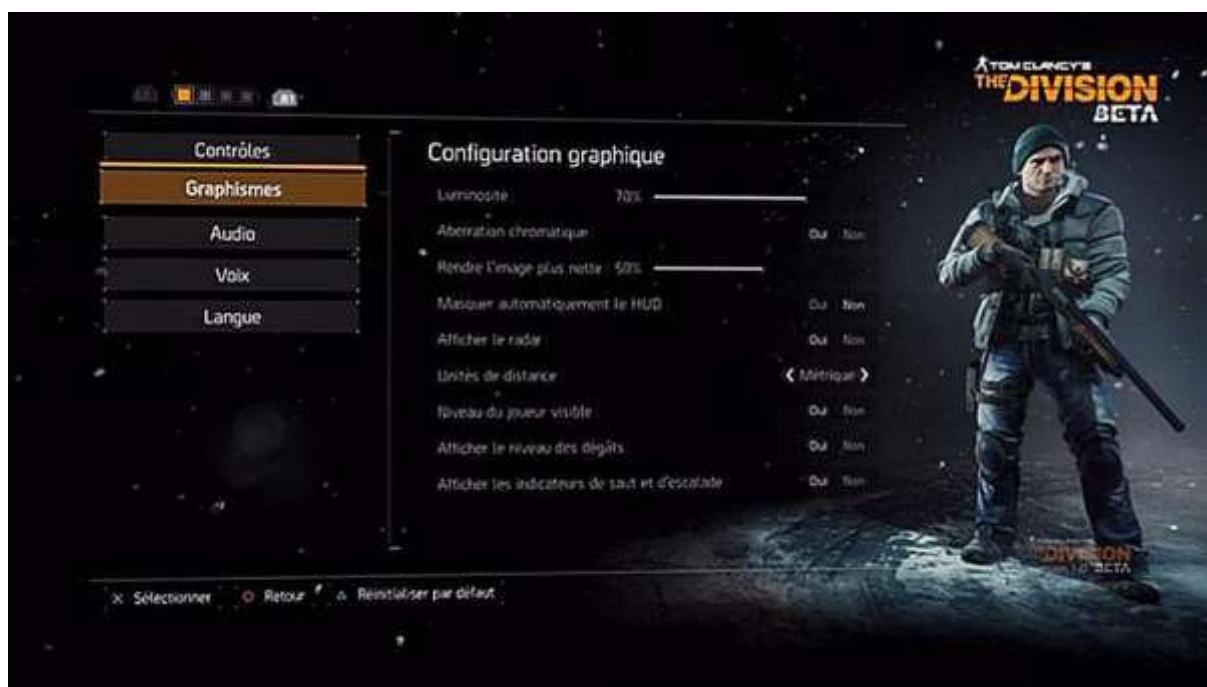 TOM CLANCY'S
THE DIVISION
BETA
Contrôles
Graphismes
Audio
Voix
Langue
Configuration graphique
Luminosité 70%
Aberration chromatique Oui Non
Rendre l'image plus nette 50%
Masquer automatiquement le HUD Oui Non
Afficher le radar Oui Non
Unités de distance Métrique
Niveau du joueur visible Oui Non
Afficher le niveau des dégâts Oui Non
Afficher les indicateurs de saut et d'escalade Oui Non
DIVISION
BETA
Sélectionner Retour Réinitialiser par défaut